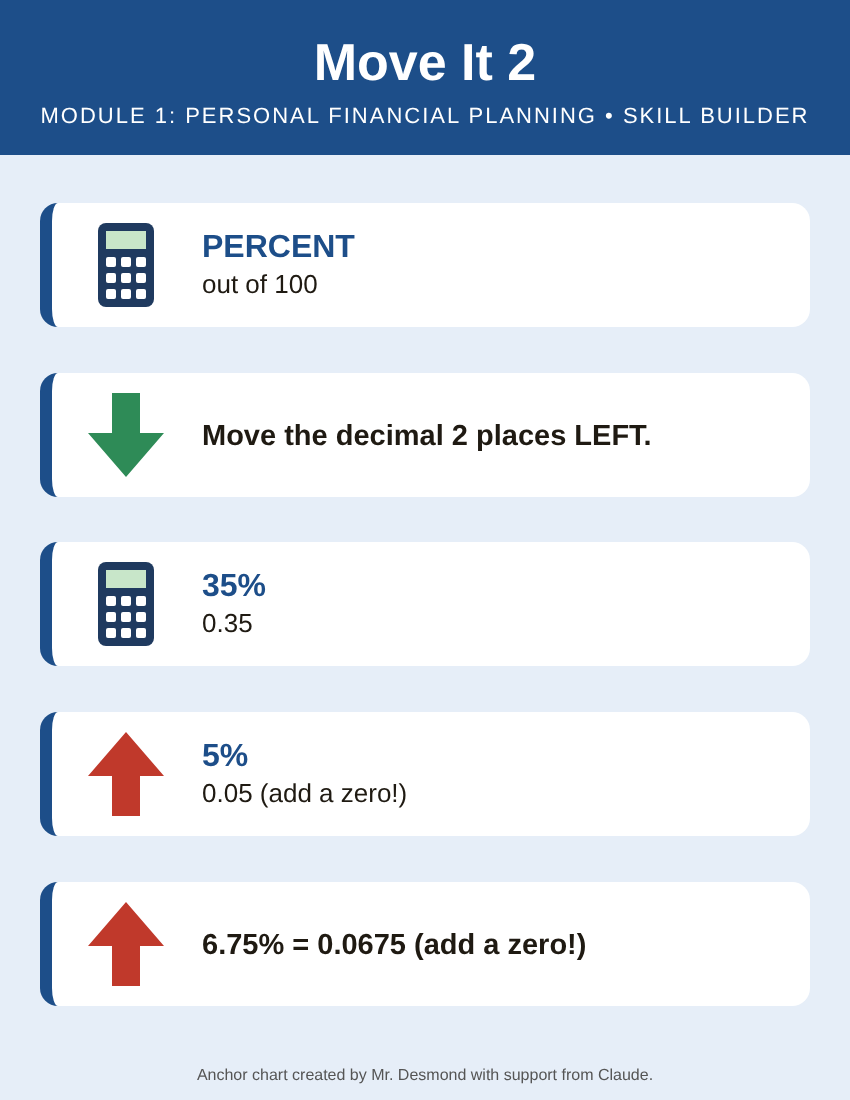 Move It 2
MODULE 1: PERSONAL FINANCIAL PLANNING • SKILL BUILDER
PERCENT
out of 100
Move the decimal 2 places LEFT.
35%
0.35
5%
0.05 (add a zero!)
6.75% = 0.0675 (add a zero!)
Anchor chart created by Mr. Desmond with support from Claude.